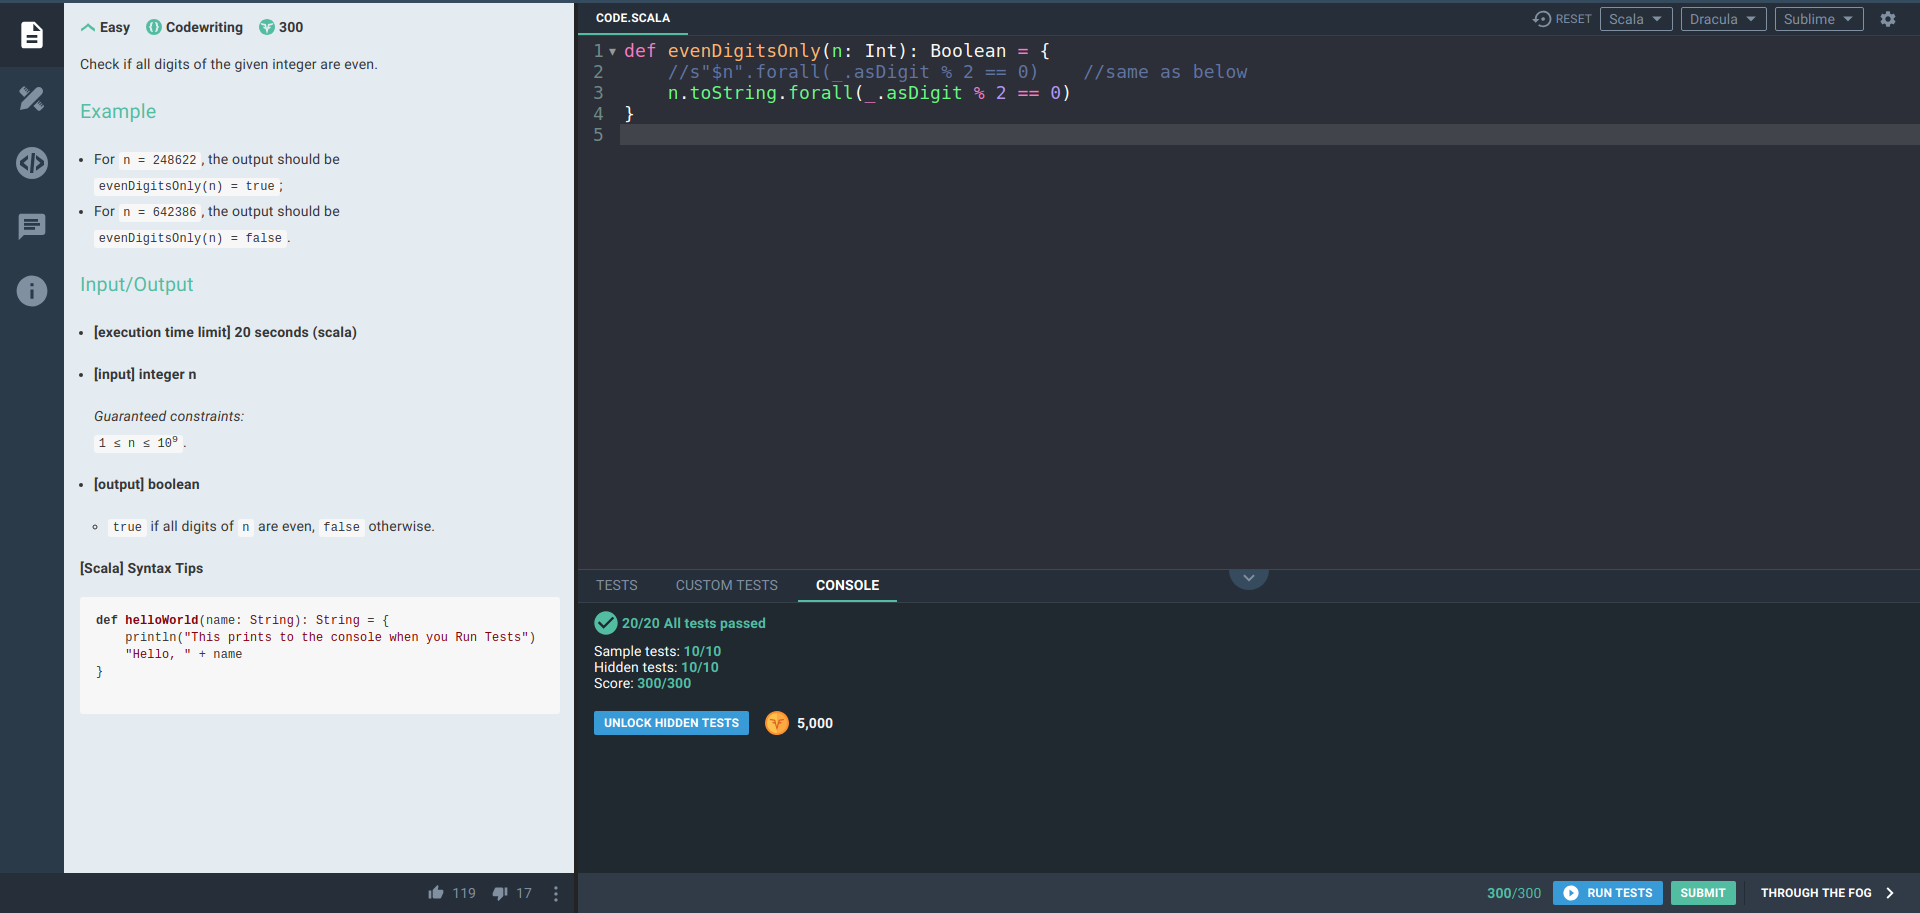 Easy Codewriting 300
Check if all digits of the given integer are even.
Example
• For n = 248622, the output should be
evenDigitsOnly(n) = true;
• For n = 642386, the output should be
evenDigitsOnly(n) = false.
Input/Output
• [execution time limit] 20 seconds (scala)
• [input] integer n
Guaranteed constraints:
1 ≤ n ≤ 10⁹.
• [output] boolean
◦ true if all digits of n are even, false otherwise.
[Scala] Syntax Tips
def helloWorld(name: String): String = {
    println("This prints to the console when you Run Tests")
    "Hello, " + name
}
119 17
CODE.SCALA
RESET Scala Dracula Sublime
1 def evenDigitsOnly(n: Int): Boolean = {
2     //s"$n".forall(_.asDigit % 2 == 0)    //same as below
3     n.toString.forall(_.asDigit % 2 == 0)
4 }
5
TESTS CUSTOM TESTS CONSOLE
20/20 All tests passed
Sample tests: 10/10
Hidden tests: 10/10
Score: 300/300
UNLOCK HIDDEN TESTS 5,000
300/300 RUN TESTS SUBMIT THROUGH THE FOG